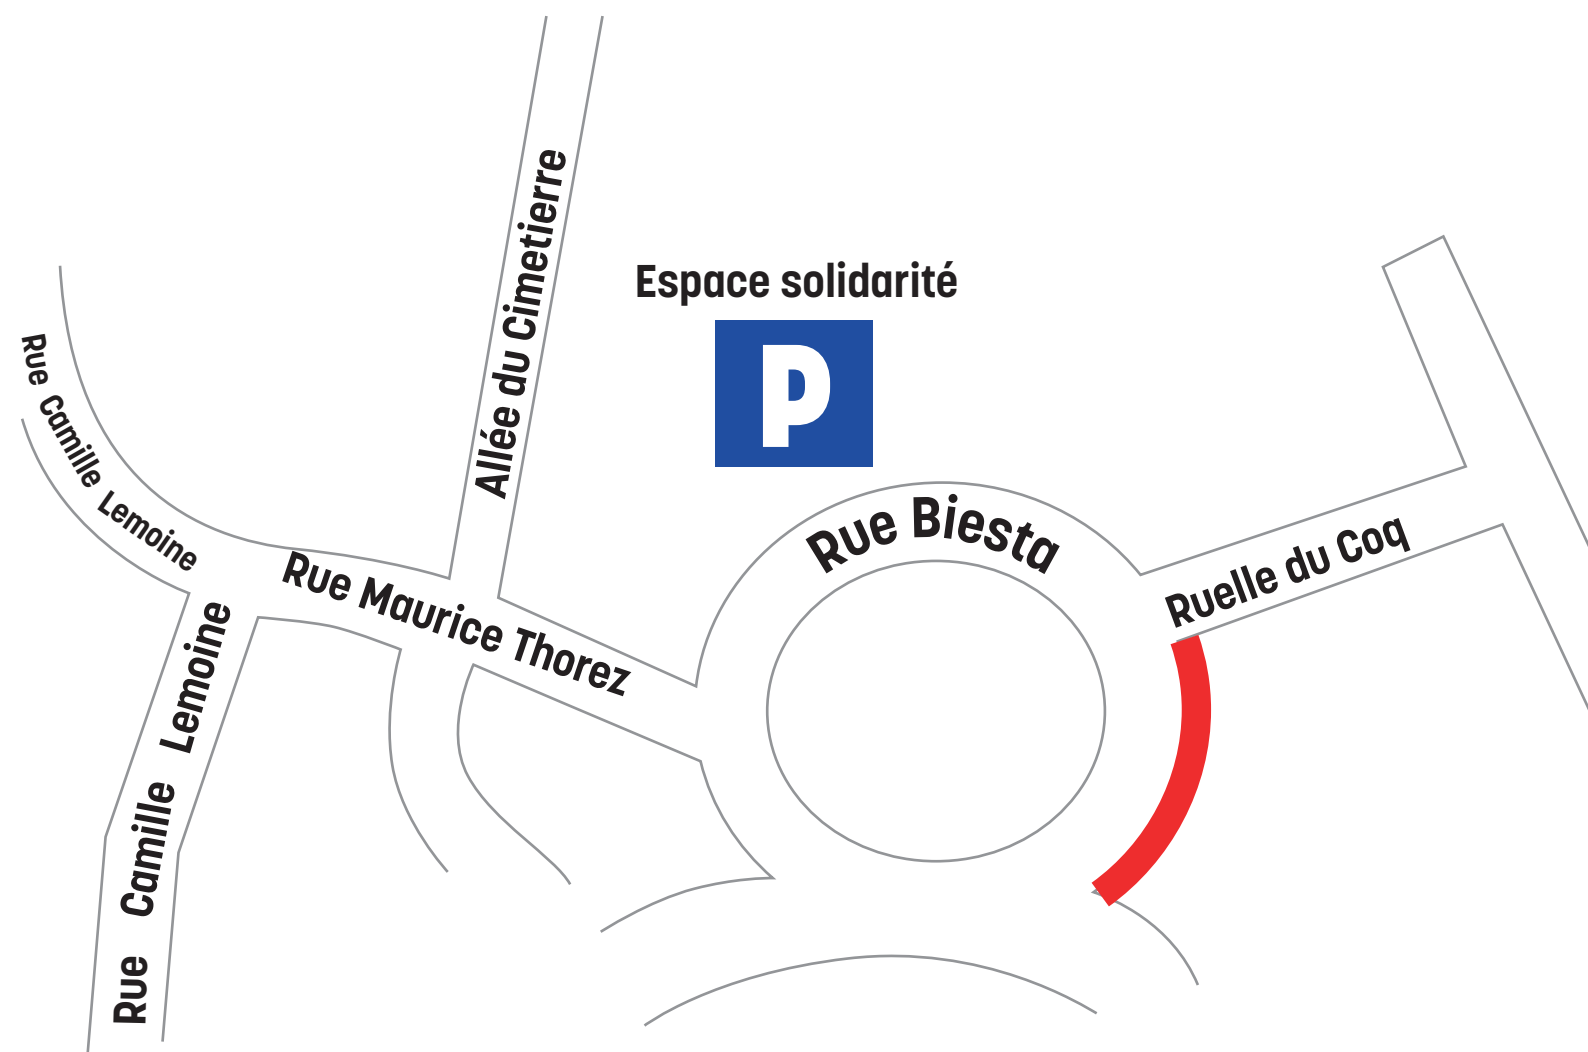 Allée du Cimetierre
Espace solidarité
P
Rue Camille Lemoine
Rue Biesta
Rue Maurice Thorez
Ruelle du Coq
Rue Camille Lemoine